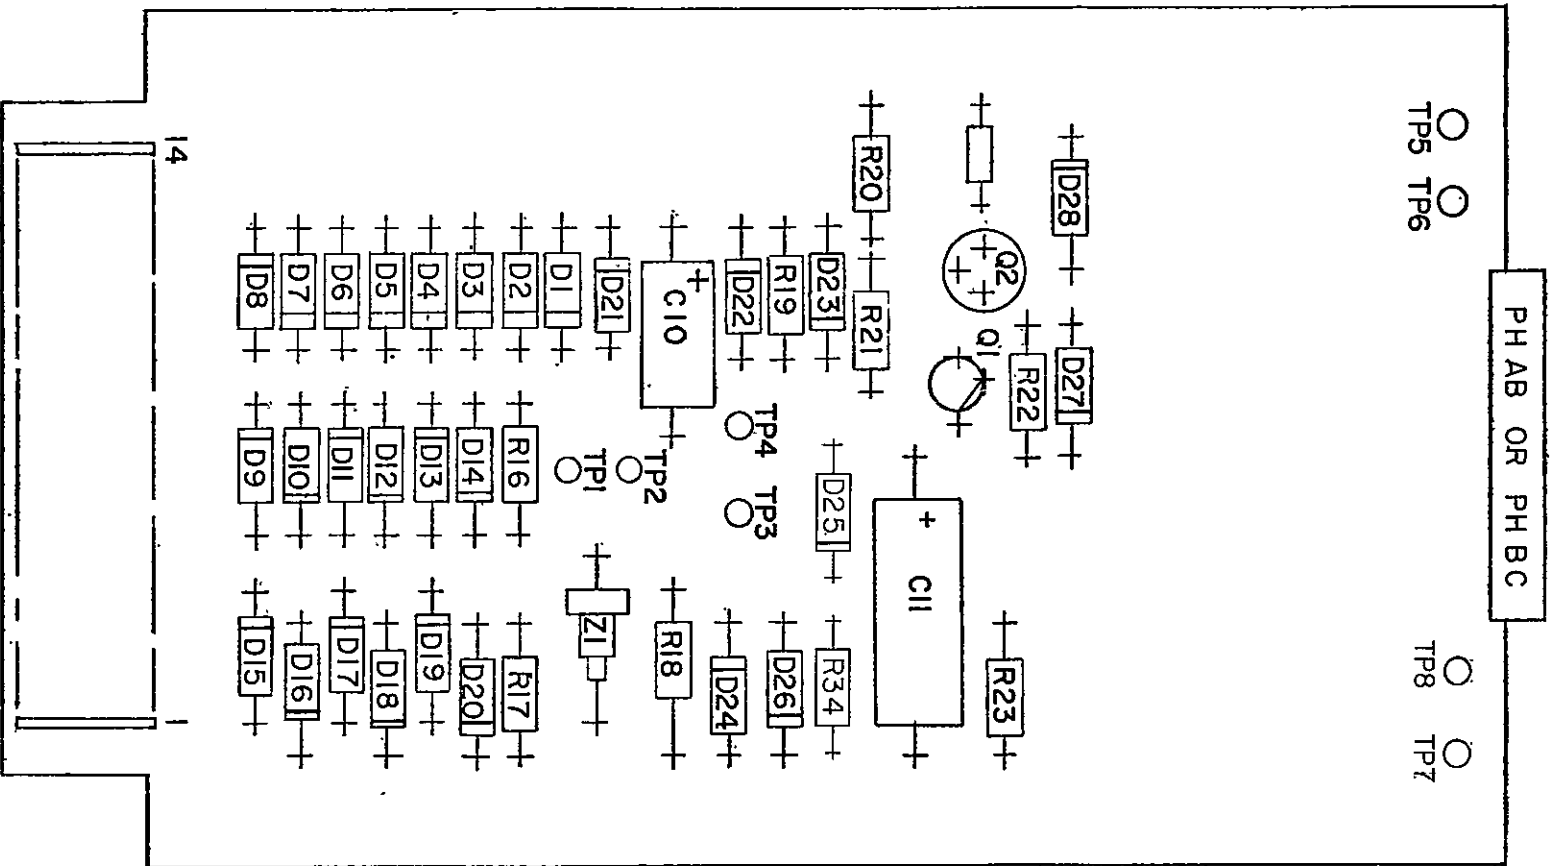 14
1
D8
D7
D6
D5
D4
D3
D2
D1
D21
C10
+
D22
R19
D23
R20
R21
Q2
D28
Q1
R22
D27
TP5
TP6
PH AB OR PH BC
D9
D10
D11
D12
D13
D14
R16
TP1
TP2
TP4
TP3
D25
+
C11
D15
D16
D17
D18
D19
D20
R17
Z1
R18
D24
D26
R34
R23
TP8
TP7